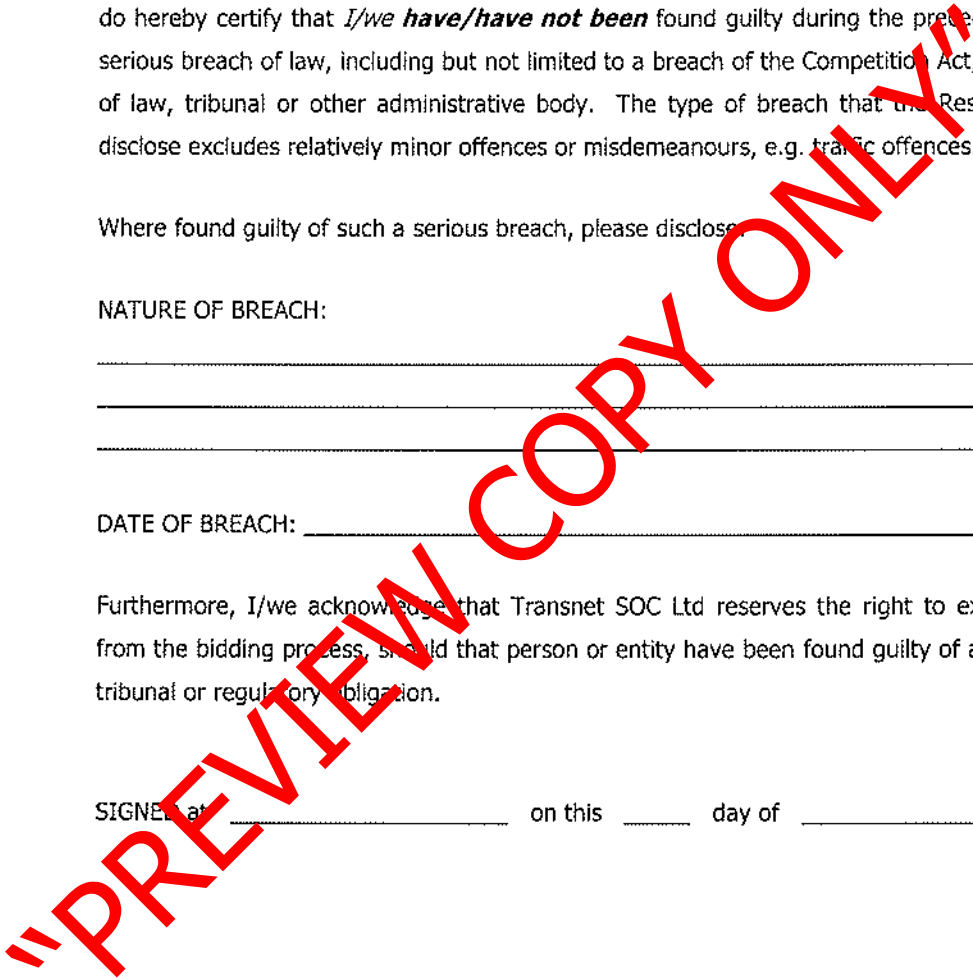 do hereby certify that I/we have/have not been found guilty during the
serious breach of law, including but not limited to a breach of the Competition Act,
of law, tribunal or other administrative body. The type of breach that the Res
disclose excludes relatively minor offences or misdemeanours, e.g. traffic offences
Where found guilty of such a serious breach, please disclose:
NATURE OF BREACH:
DATE OF BREACH:
Furthermore, I/we acknowledge that Transnet SOC Ltd reserves the right to ex
from the bidding process, should that person or entity have been found guilty of a
tribunal or regulatory obligation.
SIGNED at on this day of
"PREVIEW COPY ONLY"